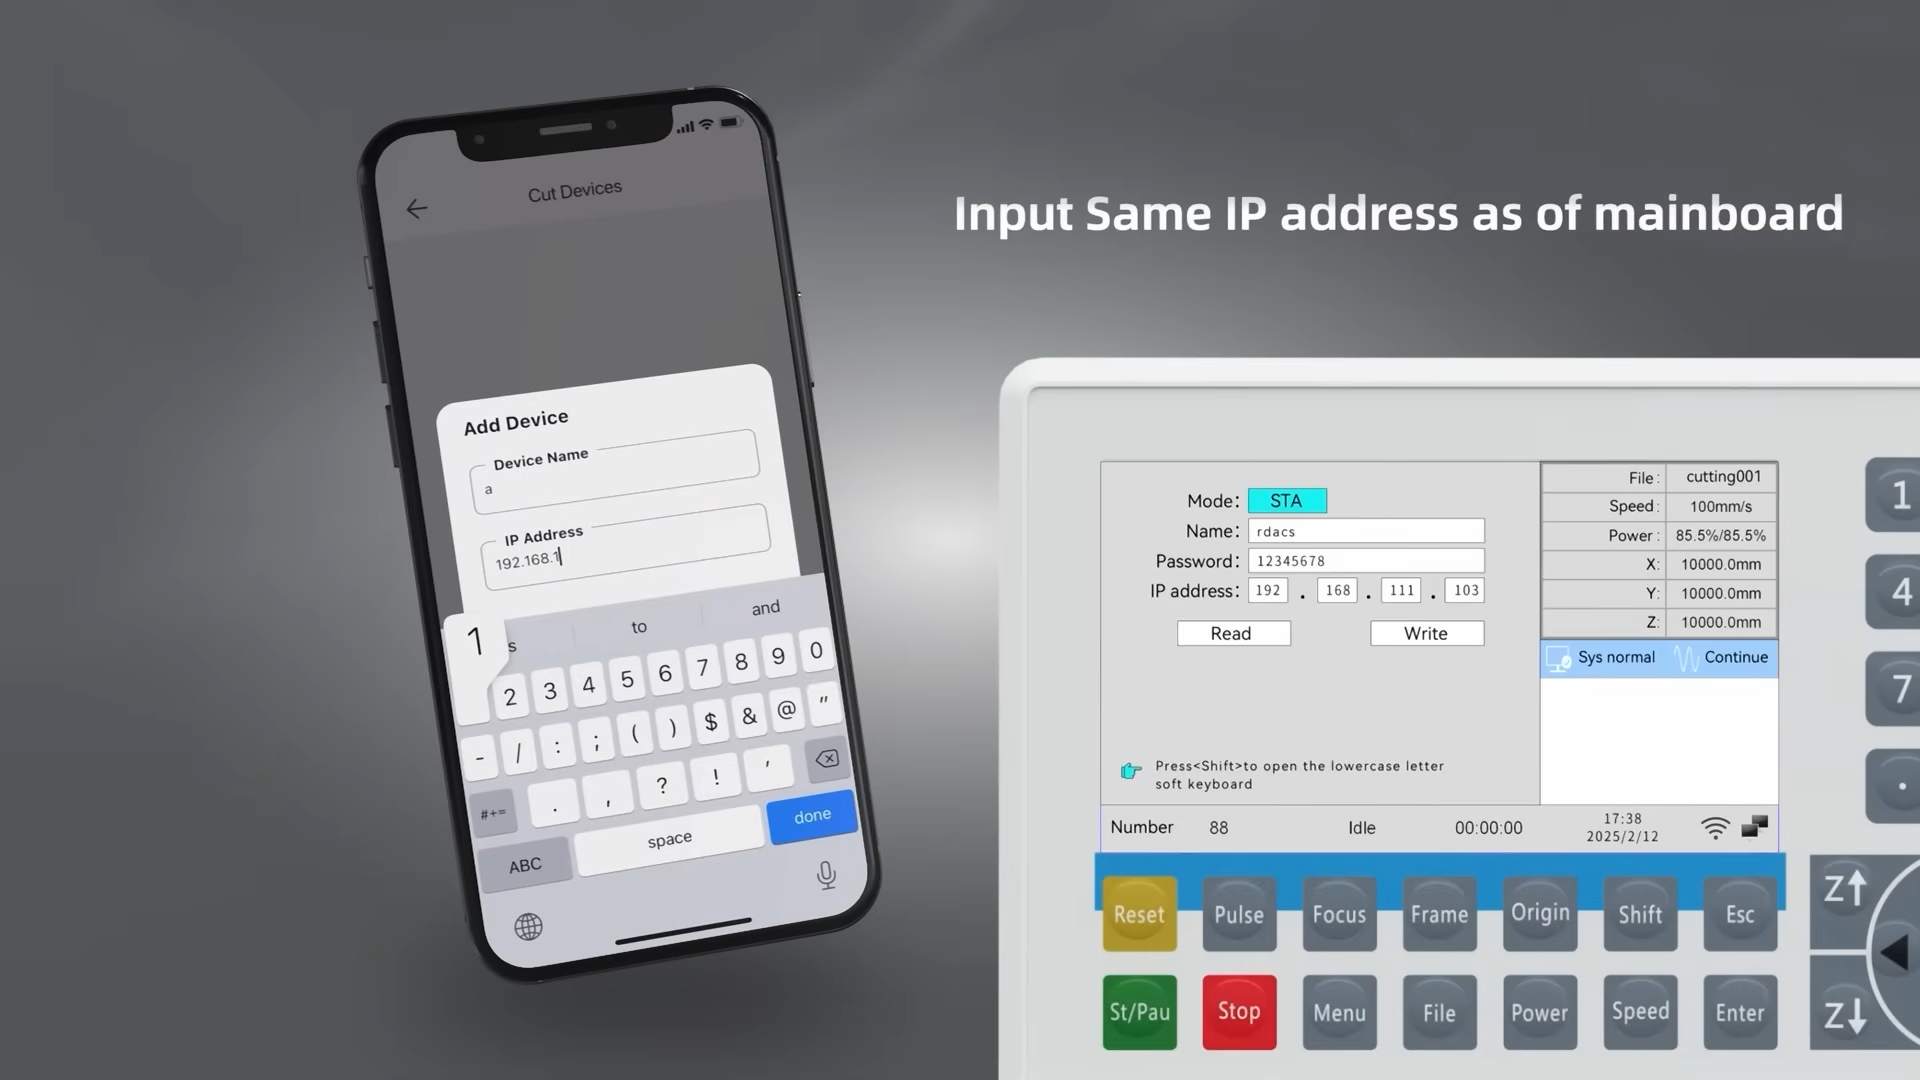 Input Same IP address as of mainboard
Cut Devices
Add Device
Device Name
a
IP Address
192.168.1
1
s
to
and
2 3 4 5 6 7 8 9 0
- / : ; ( ) $ & @ "
#+= . , ? ! '
ABC
space
done
Mode: STA
Name: rdacs
Password: 12345678
IP address: 192 . 168 . 111 . 103
Read
Write
Press<Shift>to open the lowercase letter
soft keyboard
File: cutting001
Speed: 100mm/s
Power: 85.5%/85.5%
X: 10000.0mm
Y: 10000.0mm
Z: 10000.0mm
Sys normal
Continue
Number 88
Idle
00:00:00
17:38
2025/2/12
Reset
Pulse
Focus
Frame
Origin
Shift
Esc
St/Pau
Stop
Menu
File
Power
Speed
Enter
1
4
7
.
Z↑
Z↓